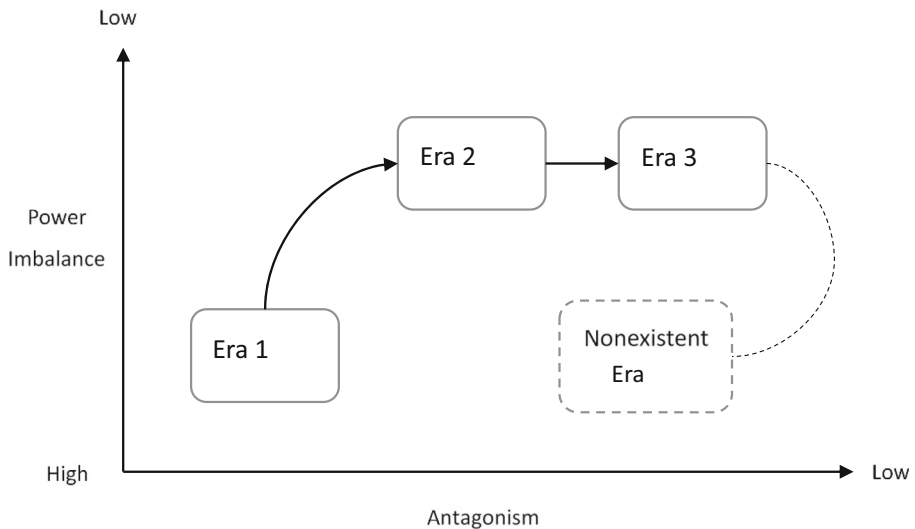 Low
Era 2
Era 3
Power
Imbalance
Era 1
Nonexistent
Era
High
Low
Antagonism